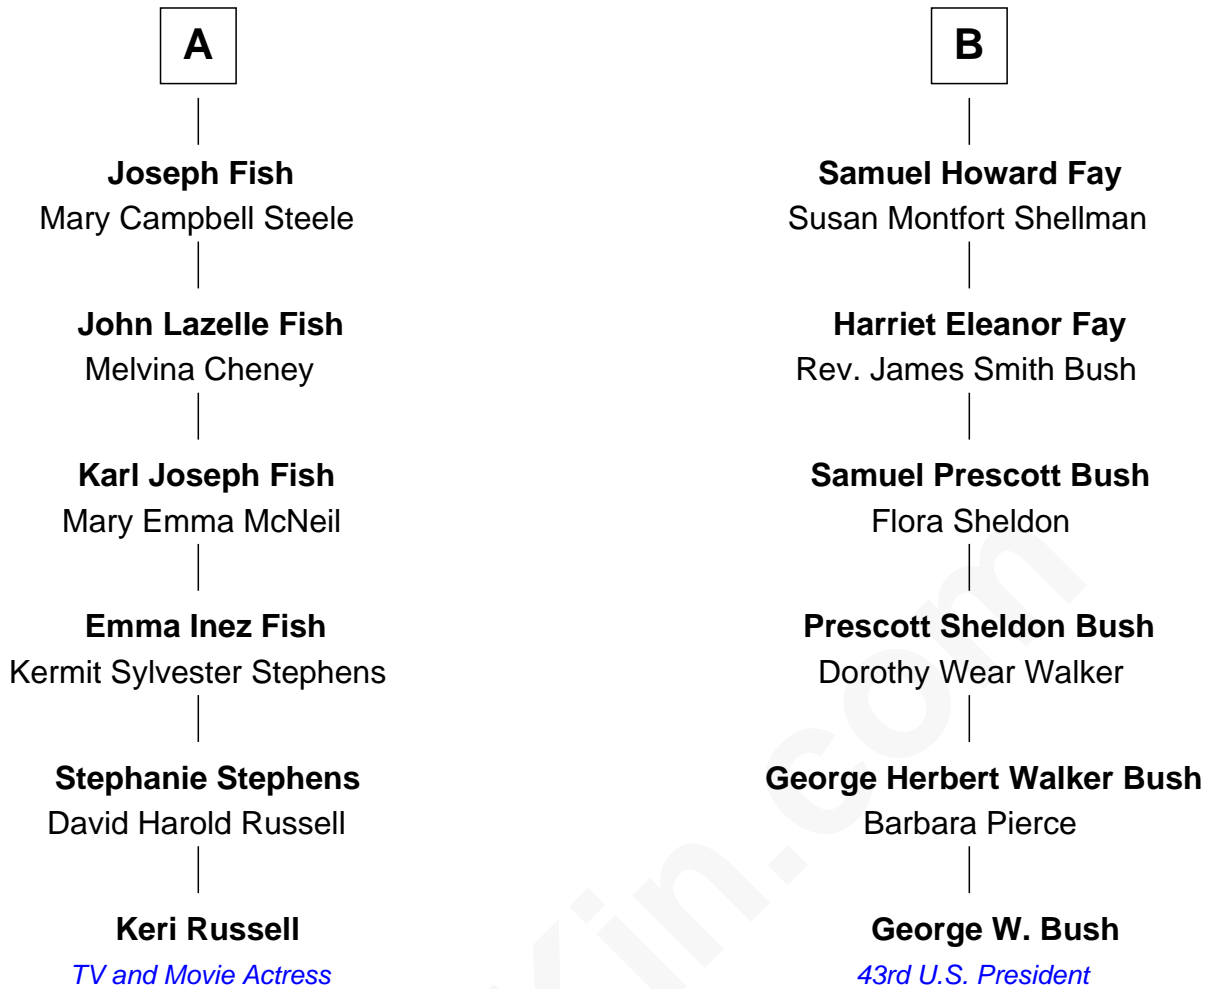 A
Joseph Fish
Mary Campbell Steele
John Lazelle Fish
Melvina Cheney
Karl Joseph Fish
Mary Emma McNeil
Emma Inez Fish
Kermit Sylvester Stephens
Stephanie Stephens
David Harold Russell
Keri Russell
TV and Movie Actress
B
Samuel Howard Fay
Susan Montfort Shellman
Harriet Eleanor Fay
Rev. James Smith Bush
Samuel Prescott Bush
Flora Sheldon
Prescott Sheldon Bush
Dorothy Wear Walker
George Herbert Walker Bush
Barbara Pierce
George W. Bush
43rd U.S. President
Kin.com